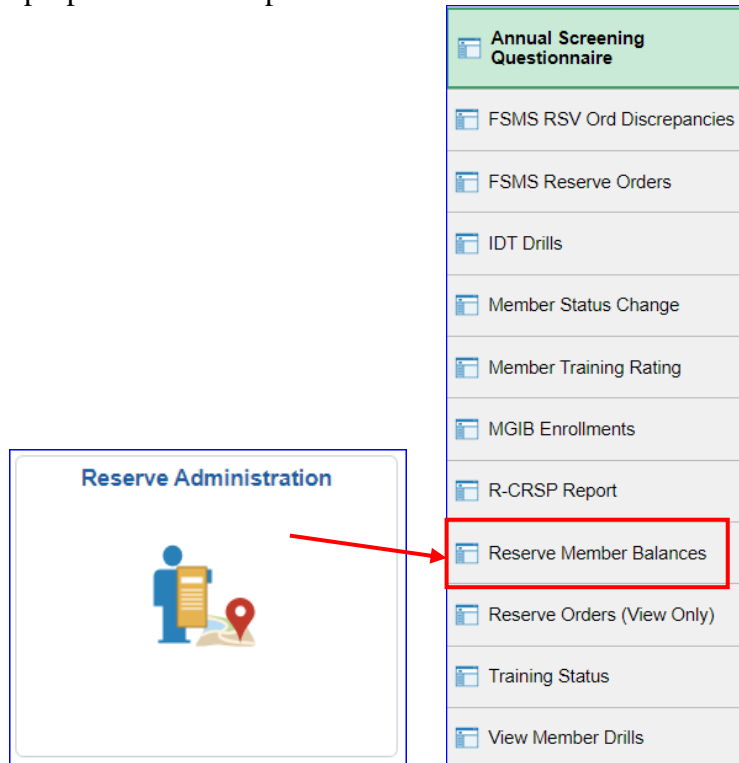 Annual Screening
Questionnaire
FSMS RSV Ord Discrepancies
FSMS Reserve Orders
IDT Drills
Member Status Change
Member Training Rating
MGIB Enrollments
R-CRSP Report
Reserve Member Balances
Reserve Orders (View Only)
Training Status
View Member Drills
Reserve Administration